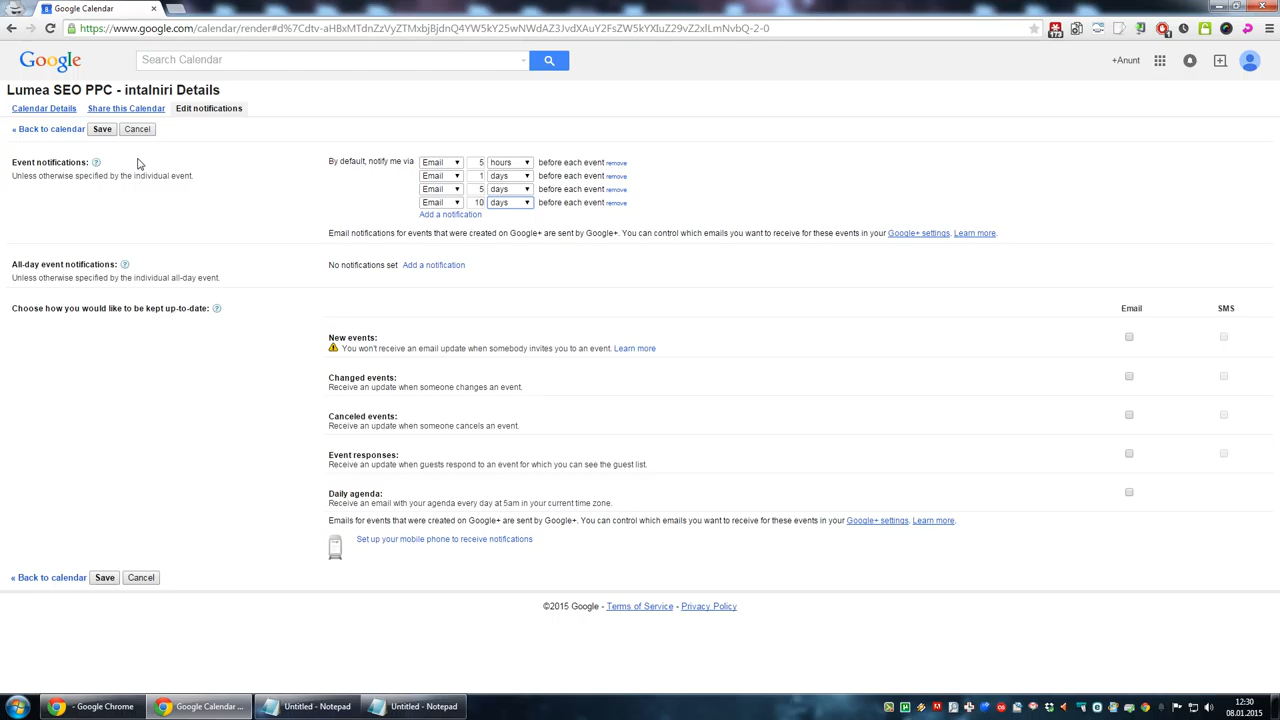 Google Calendar
https://www.google.com/calendar/render#d%7Cdtv-aHBxMTdnZzVyZTMxbjBjdnQ4YW5kY25wNWdAZ3JvdXAuY2FsZW5kYXIuZ29vZ2xlLmNvbQ-2-0
Google
Search Calendar
+Anunt
Lumea SEO PPC - intalniri Details
Calendar Details Share this Calendar Edit notifications
« Back to calendar Save Cancel
Event notifications: ?
Unless otherwise specified by the individual event.
By default, notify me via Email 5 hours before each event remove
Email 1 days before each event remove
Email 5 days before each event remove
Email 10 days before each event remove
Add a notification
Email notifications for events that were created on Google+ are sent by Google+. You can control which emails you want to receive for these events in your Google+ settings. Learn more.
All-day event notifications: ?
Unless otherwise specified by the individual all-day event.
No notifications set Add a notification
Choose how you would like to be kept up-to-date: ?
Email SMS
New events:
You won't receive an email update when somebody invites you to an event. Learn more
Changed events:
Receive an update when someone changes an event.
Canceled events:
Receive an update when someone cancels an event.
Event responses:
Receive an update when guests respond to an event for which you can see the guest list.
Daily agenda:
Receive an email with your agenda every day at 5am in your current time zone.
Emails for events that were created on Google+ are sent by Google+. You can control which emails you want to receive for these events in your Google+ settings. Learn more.
Set up your mobile phone to receive notifications
« Back to calendar Save Cancel
©2015 Google - Terms of Service - Privacy Policy
- Google Chrome
Google Calendar ...
Untitled - Notepad
Untitled - Notepad
12:30
08.01.2015